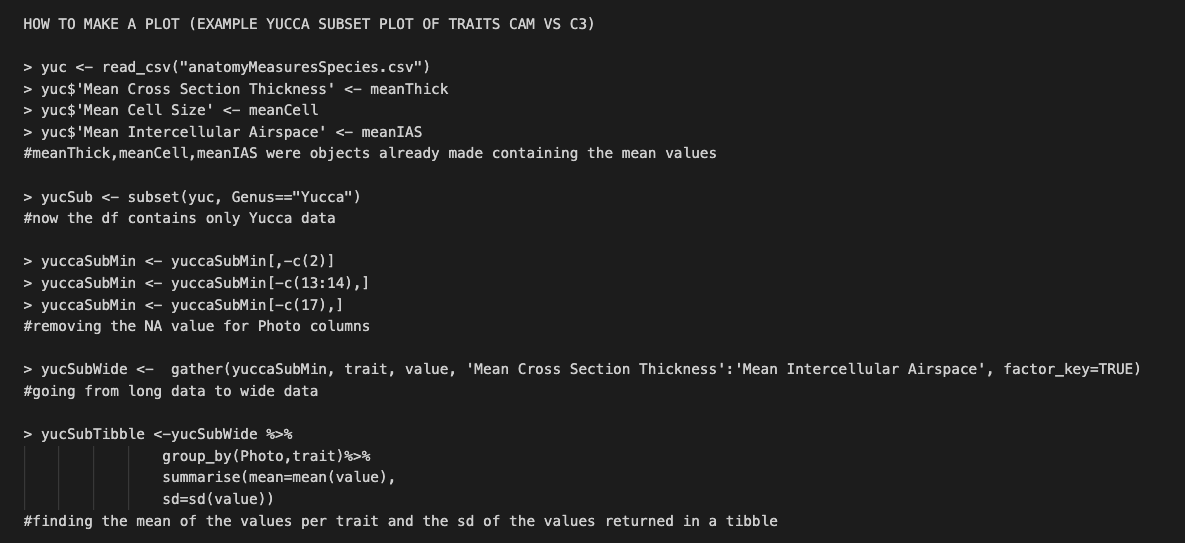 HOW TO MAKE A PLOT (EXAMPLE YUCCA SUBSET PLOT OF TRAITS CAM VS C3)
> yuc <- read_csv("anatomyMeasuresSpecies.csv")
> yuc$'Mean Cross Section Thickness' <- meanThick
> yuc$'Mean Cell Size' <- meanCell
> yuc$'Mean Intercellular Airspace' <- meanIAS
#meanThick,meanCell,meanIAS were objects already made containing the mean values
> yucSub <- subset(yuc, Genus=="Yucca")
#now the df contains only Yucca data
> yuccaSubMin <- yuccaSubMin[,-c(2)]
> yuccaSubMin <- yuccaSubMin[-c(13:14),]
> yuccaSubMin <- yuccaSubMin[-c(17),]
#removing the NA value for Photo columns
> yucSubWide <-  gather(yuccaSubMin, trait, value, 'Mean Cross Section Thickness':'Mean Intercellular Airspace', factor_key=TRUE)
#going from long data to wide data
> yucSubTibble <-yucSubWide %>%
group_by(Photo,trait)%>%
summarise(mean=mean(value),
sd=sd(value))
#finding the mean of the values per trait and the sd of the values returned in a tibble